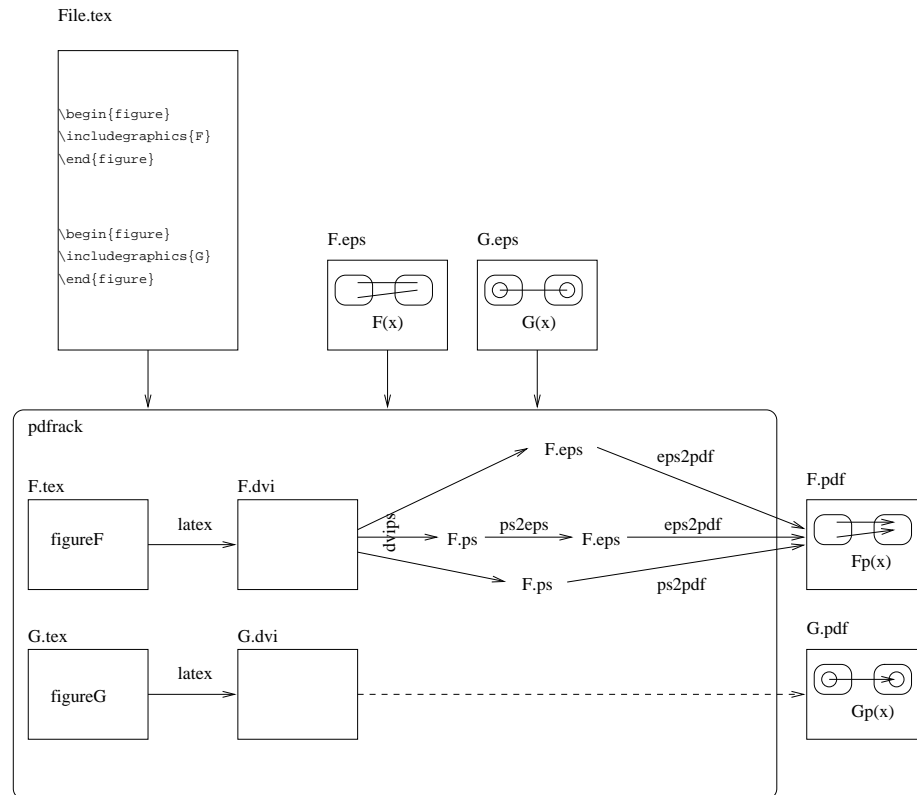 File.tex
\begin{figure}
\includegraphics{F}
\end{figure}
\begin{figure}
\includegraphics{G}
\end{figure}
F.eps
F(x)
G.eps
G(x)
pdfrack
F.tex
figureF
latex
F.dvi
dvips
F.eps
eps2pdf
F.ps
ps2eps
F.eps
eps2pdf
F.ps
ps2pdf
F.pdf
Fp(x)
G.tex
figureG
latex
G.dvi
G.pdf
Gp(x)